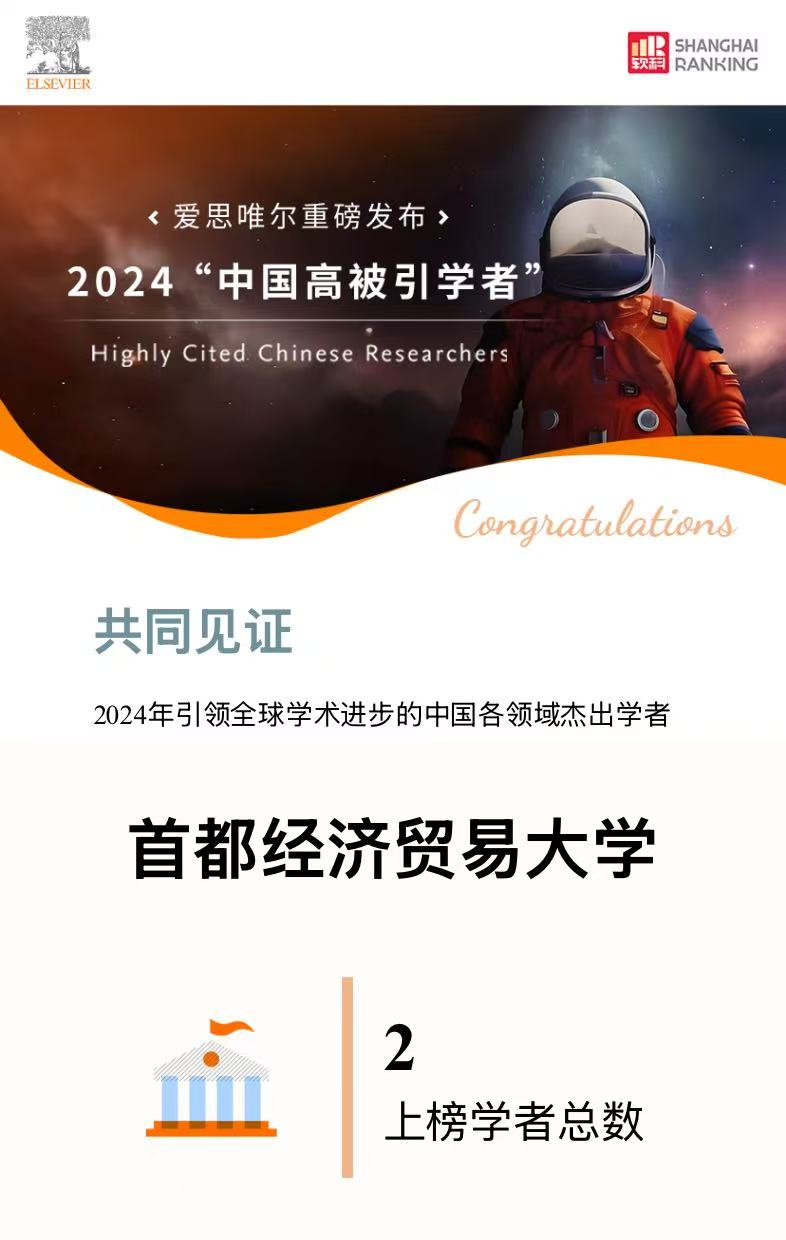 ELSEVIER
软科
SHANGHAI
RANKING
爱思唯尔重磅发布
2024“中国高被引学者”
Highly Cited Chinese Researchers
Congratulations
共同见证
2024年引领全球学术进步的中国各领域杰出学者
首都经济贸易大学
2
上榜学者总数